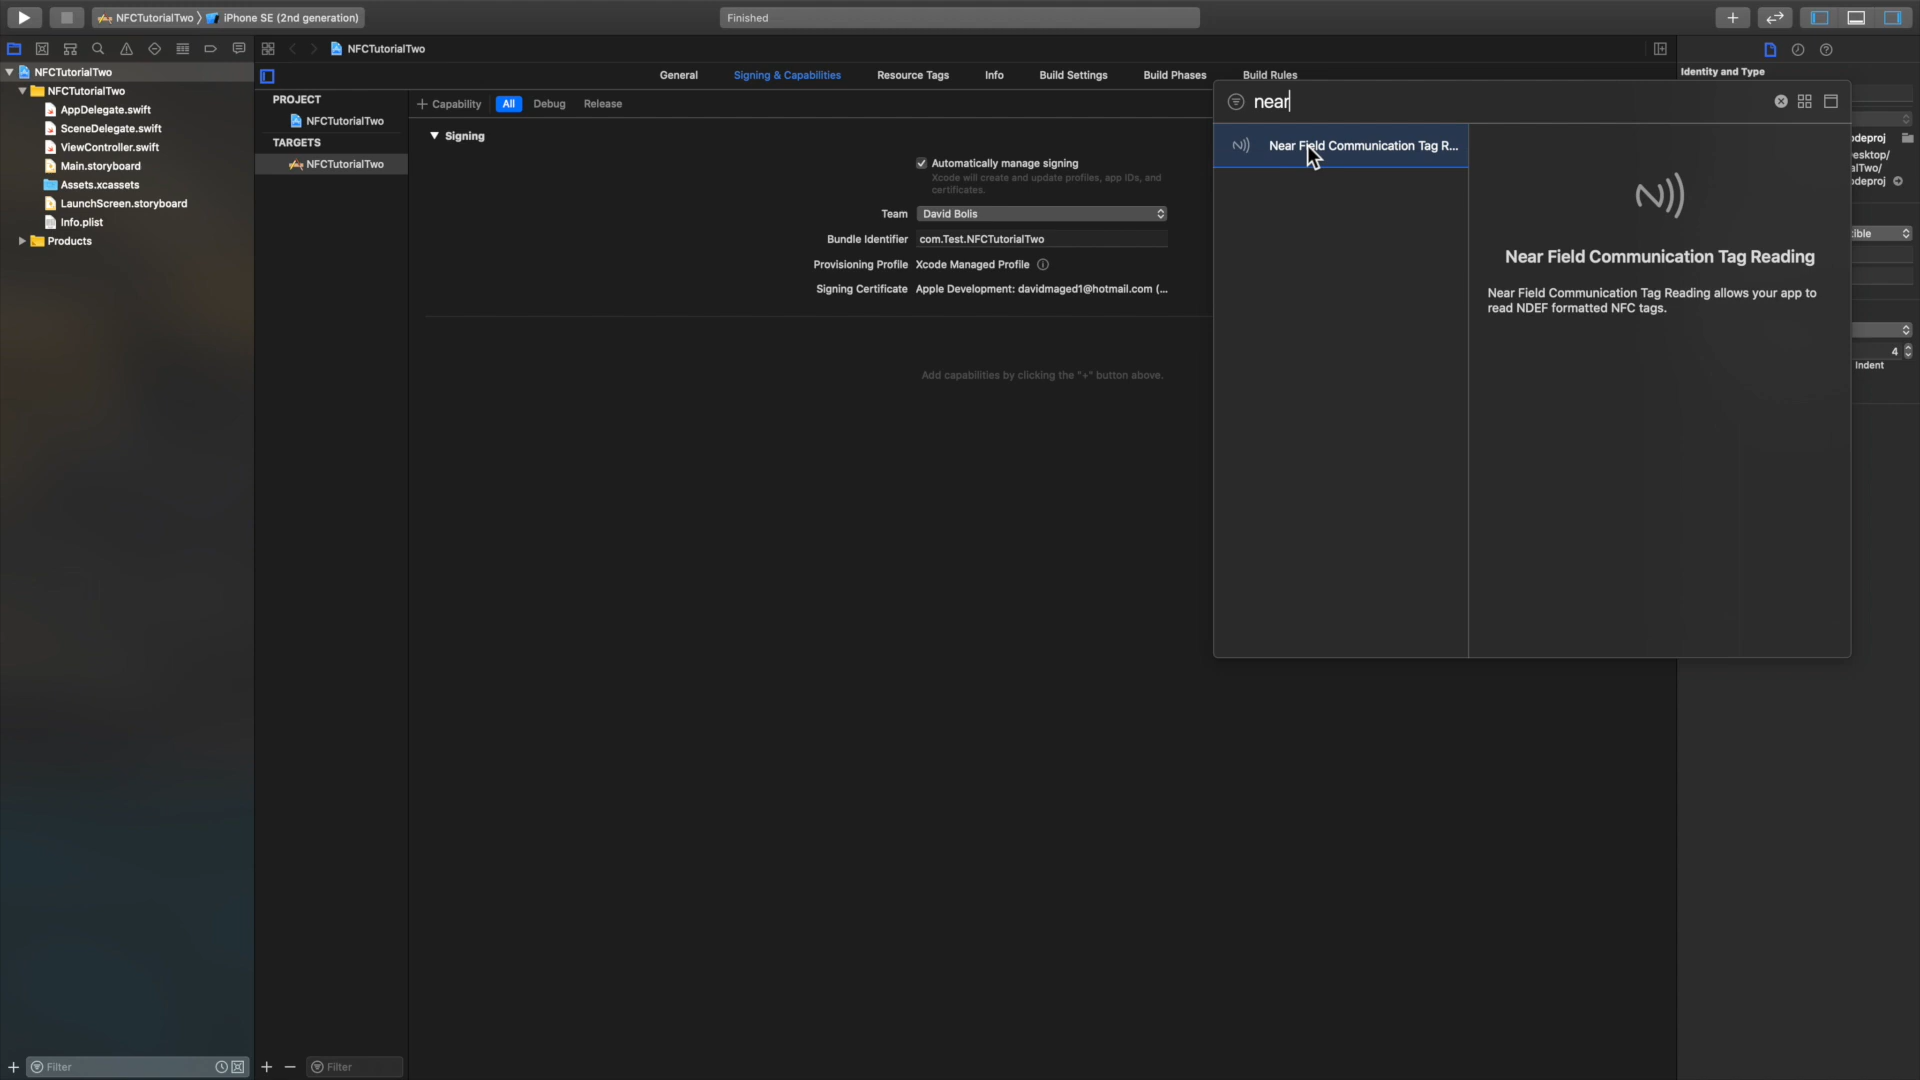 NFCTutorialTwo
iPhone SE (2nd generation)
Finished
NFCTutorialTwo
NFCTutorialTwo
NFCTutorialTwo
AppDelegate.swift
SceneDelegate.swift
ViewController.swift
Main.storyboard
Assets.xcassets
LaunchScreen.storyboard
Info.plist
Products
General
Signing & Capabilities
Resource Tags
Info
Build Settings
Build Phases
Build Rules
PROJECT
NFCTutorialTwo
TARGETS
NFCTutorialTwo
+ Capability
All
Debug
Release
Signing
Automatically manage signing
Xcode will create and update profiles, app IDs, and
certificates.
Team
David Bolis
Bundle Identifier
com.Test.NFCTutorialTwo
Provisioning Profile
Xcode Managed Profile
Signing Certificate
Apple Development: davidmaged1@hotmail.com (...
Add capabilities by clicking the "+" button above.
near
Near Field Communication Tag R...
Near Field Communication Tag Reading
Near Field Communication Tag Reading allows your app to
read NDEF formatted NFC tags.
Identity and Type
odeproj
esktop/
alTwo/
odeproj
ible
4
Indent
Filter
Filter